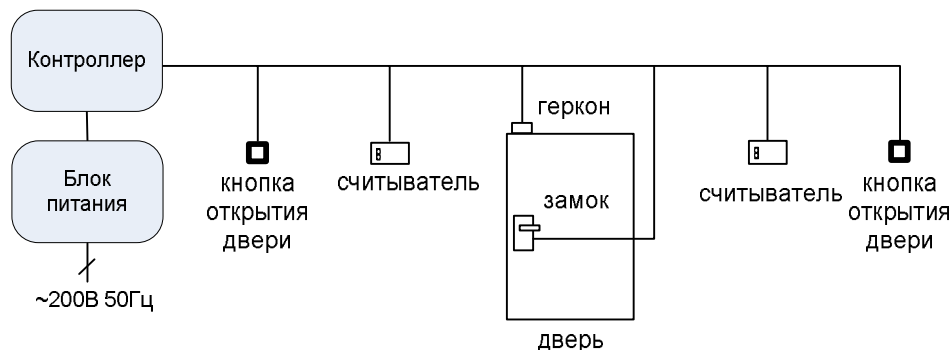 Контроллер
Блок
питания
~200В 50Гц
кнопка
открытия
двери
считыватель
геркон
замок
дверь
считыватель
кнопка
открытия
двери